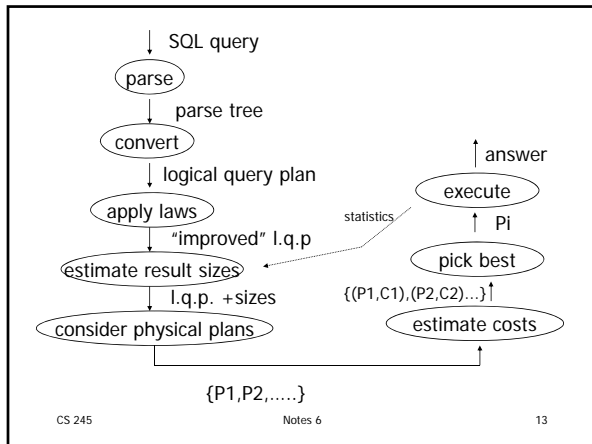 SQL query
parse
parse tree
convert
logical query plan
apply laws
“improved” l.q.p
estimate result sizes
l.q.p. +sizes
consider physical plans
{P1,P2,…..}
estimate costs
{(P1,C1),(P2,C2)...}
pick best
Pi
execute
answer
statistics
CS 245
Notes 6
13